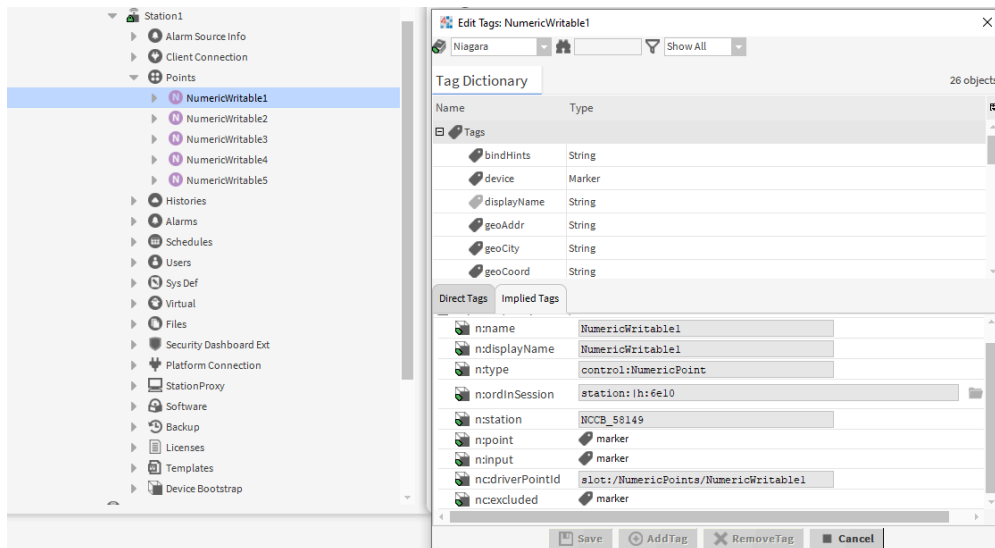 Station1
Alarm Source Info
Client Connection
Points
N NumericWritable1
N NumericWritable2
N NumericWritable3
N NumericWritable4
N NumericWritable5
Histories
Alarms
Schedules
Users
Sys Def
Virtual
Files
Security Dashboard Ext
Platform Connection
StationProxy
Software
Backup
Licenses
Templates
Device Bootstrap
Edit Tags: NumericWritable1
Niagara Show All
Tag Dictionary 26 objects
Name Type
Tags
bindHints String
device Marker
displayName String
geoAddr String
geoCity String
geoCoord String
Direct Tags Implied Tags
n:name NumericWritable1
n:displayName NumericWritable1
n:type control:NumericPoint
n:ordInSession station:|h:6e10
n:station NCCB_58149
n:point marker
n:input marker
nc:driverPointId slot:/NumericPoints/NumericWritable1
nc:excluded marker
Save AddTag RemoveTag Cancel